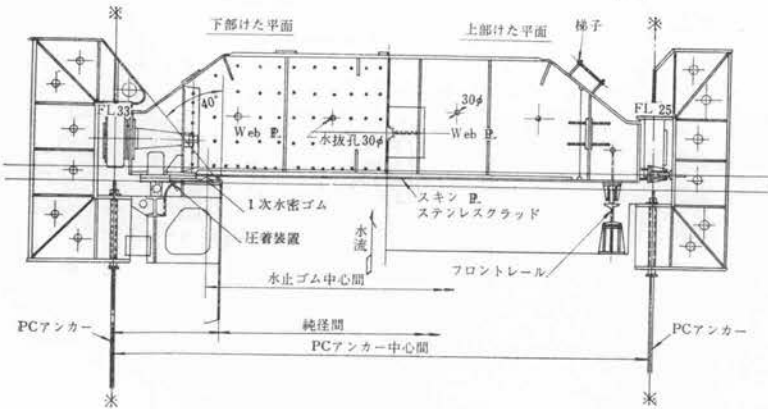 下部けた平面
上部けた平面
梯子
FL 33
40°
FL 25
30φ
Web PL
水抜孔30φ
Web PL
1次水密ゴム
スキン PL
ステンレスクラッド
圧着装置
水流
フロントレール
水止ゴム中心間
PCアンカー
純径間
PCアンカー
PCアンカー中心間